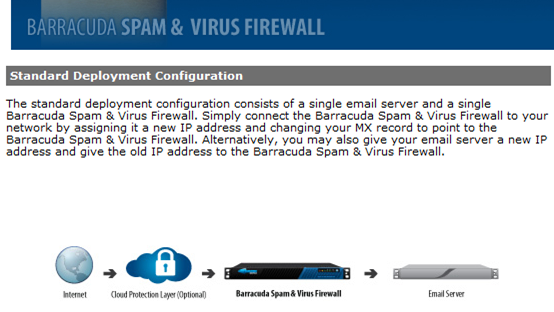 BARRACUDA SPAM & VIRUS FIREWALL
Standard Deployment Configuration
The standard deployment configuration consists of a single email server and a single
Barracuda Spam & Virus Firewall. Simply connect the Barracuda Spam & Virus Firewall to your
network by assigning it a new IP address and changing your MX record to point to the
Barracuda Spam & Virus Firewall. Alternatively, you may also give your email server a new IP
address and give the old IP address to the Barracuda Spam & Virus Firewall.
Internet
Cloud Protection Layer (Optional)
Barracuda Spam & Virus Firewall
Email Server